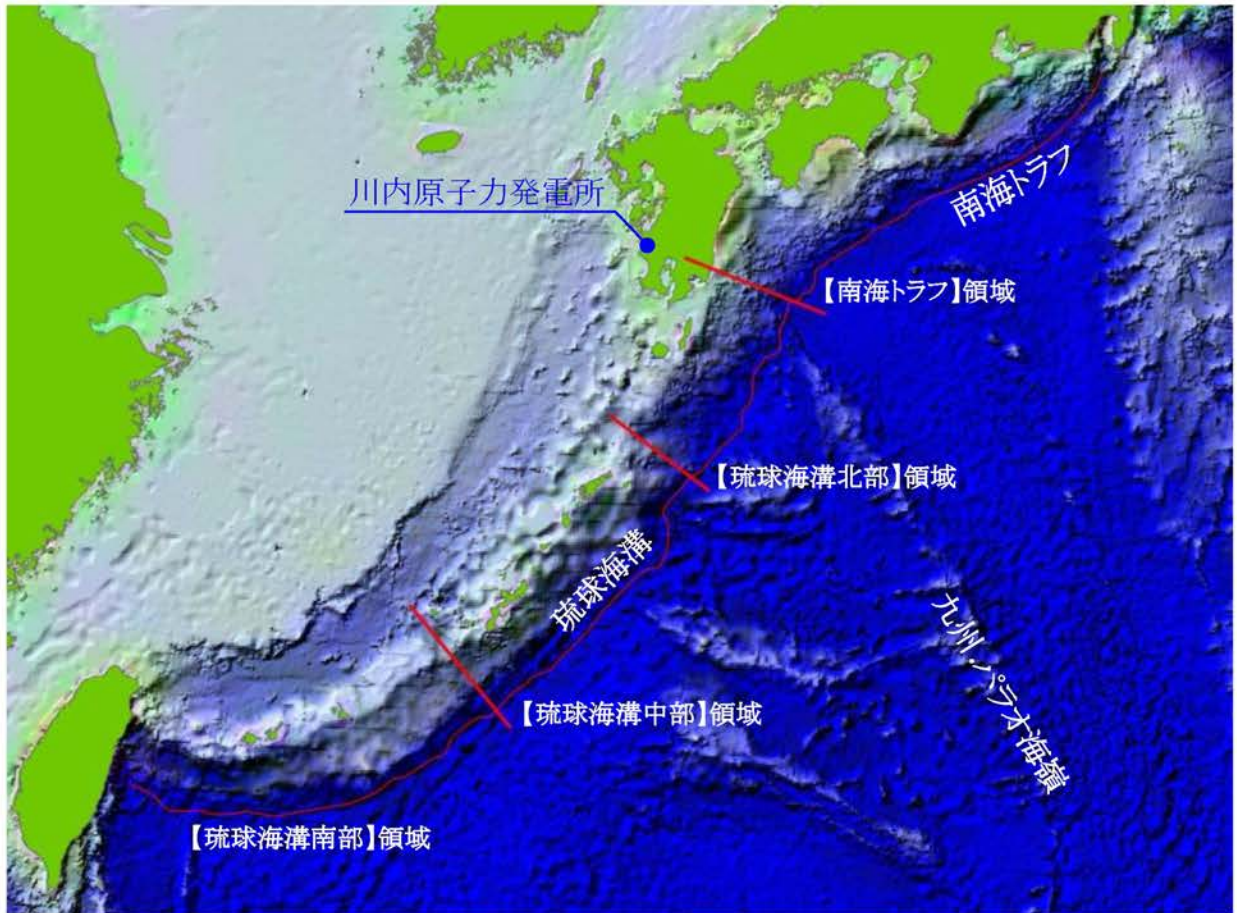 川内原子力発電所
南海トラフ
【南海トラフ】領域
【琉球海溝北部】領域
琉球海溝
九州・パラオ海嶺
【琉球海溝中部】領域
【琉球海溝南部】領域